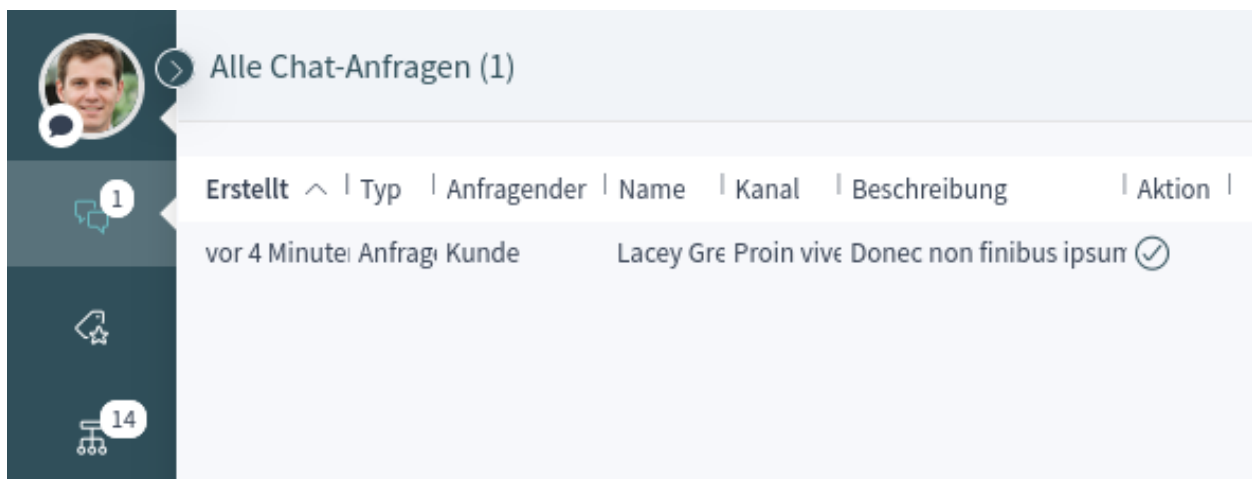 Alle Chat-Anfragen (1)
1
Erstellt Typ Anfragender Name Kanal Beschreibung Aktion
vor 4 Minute Anfrag Kunde Lacey Gre Proin vive Donec non finibus ipsum
14